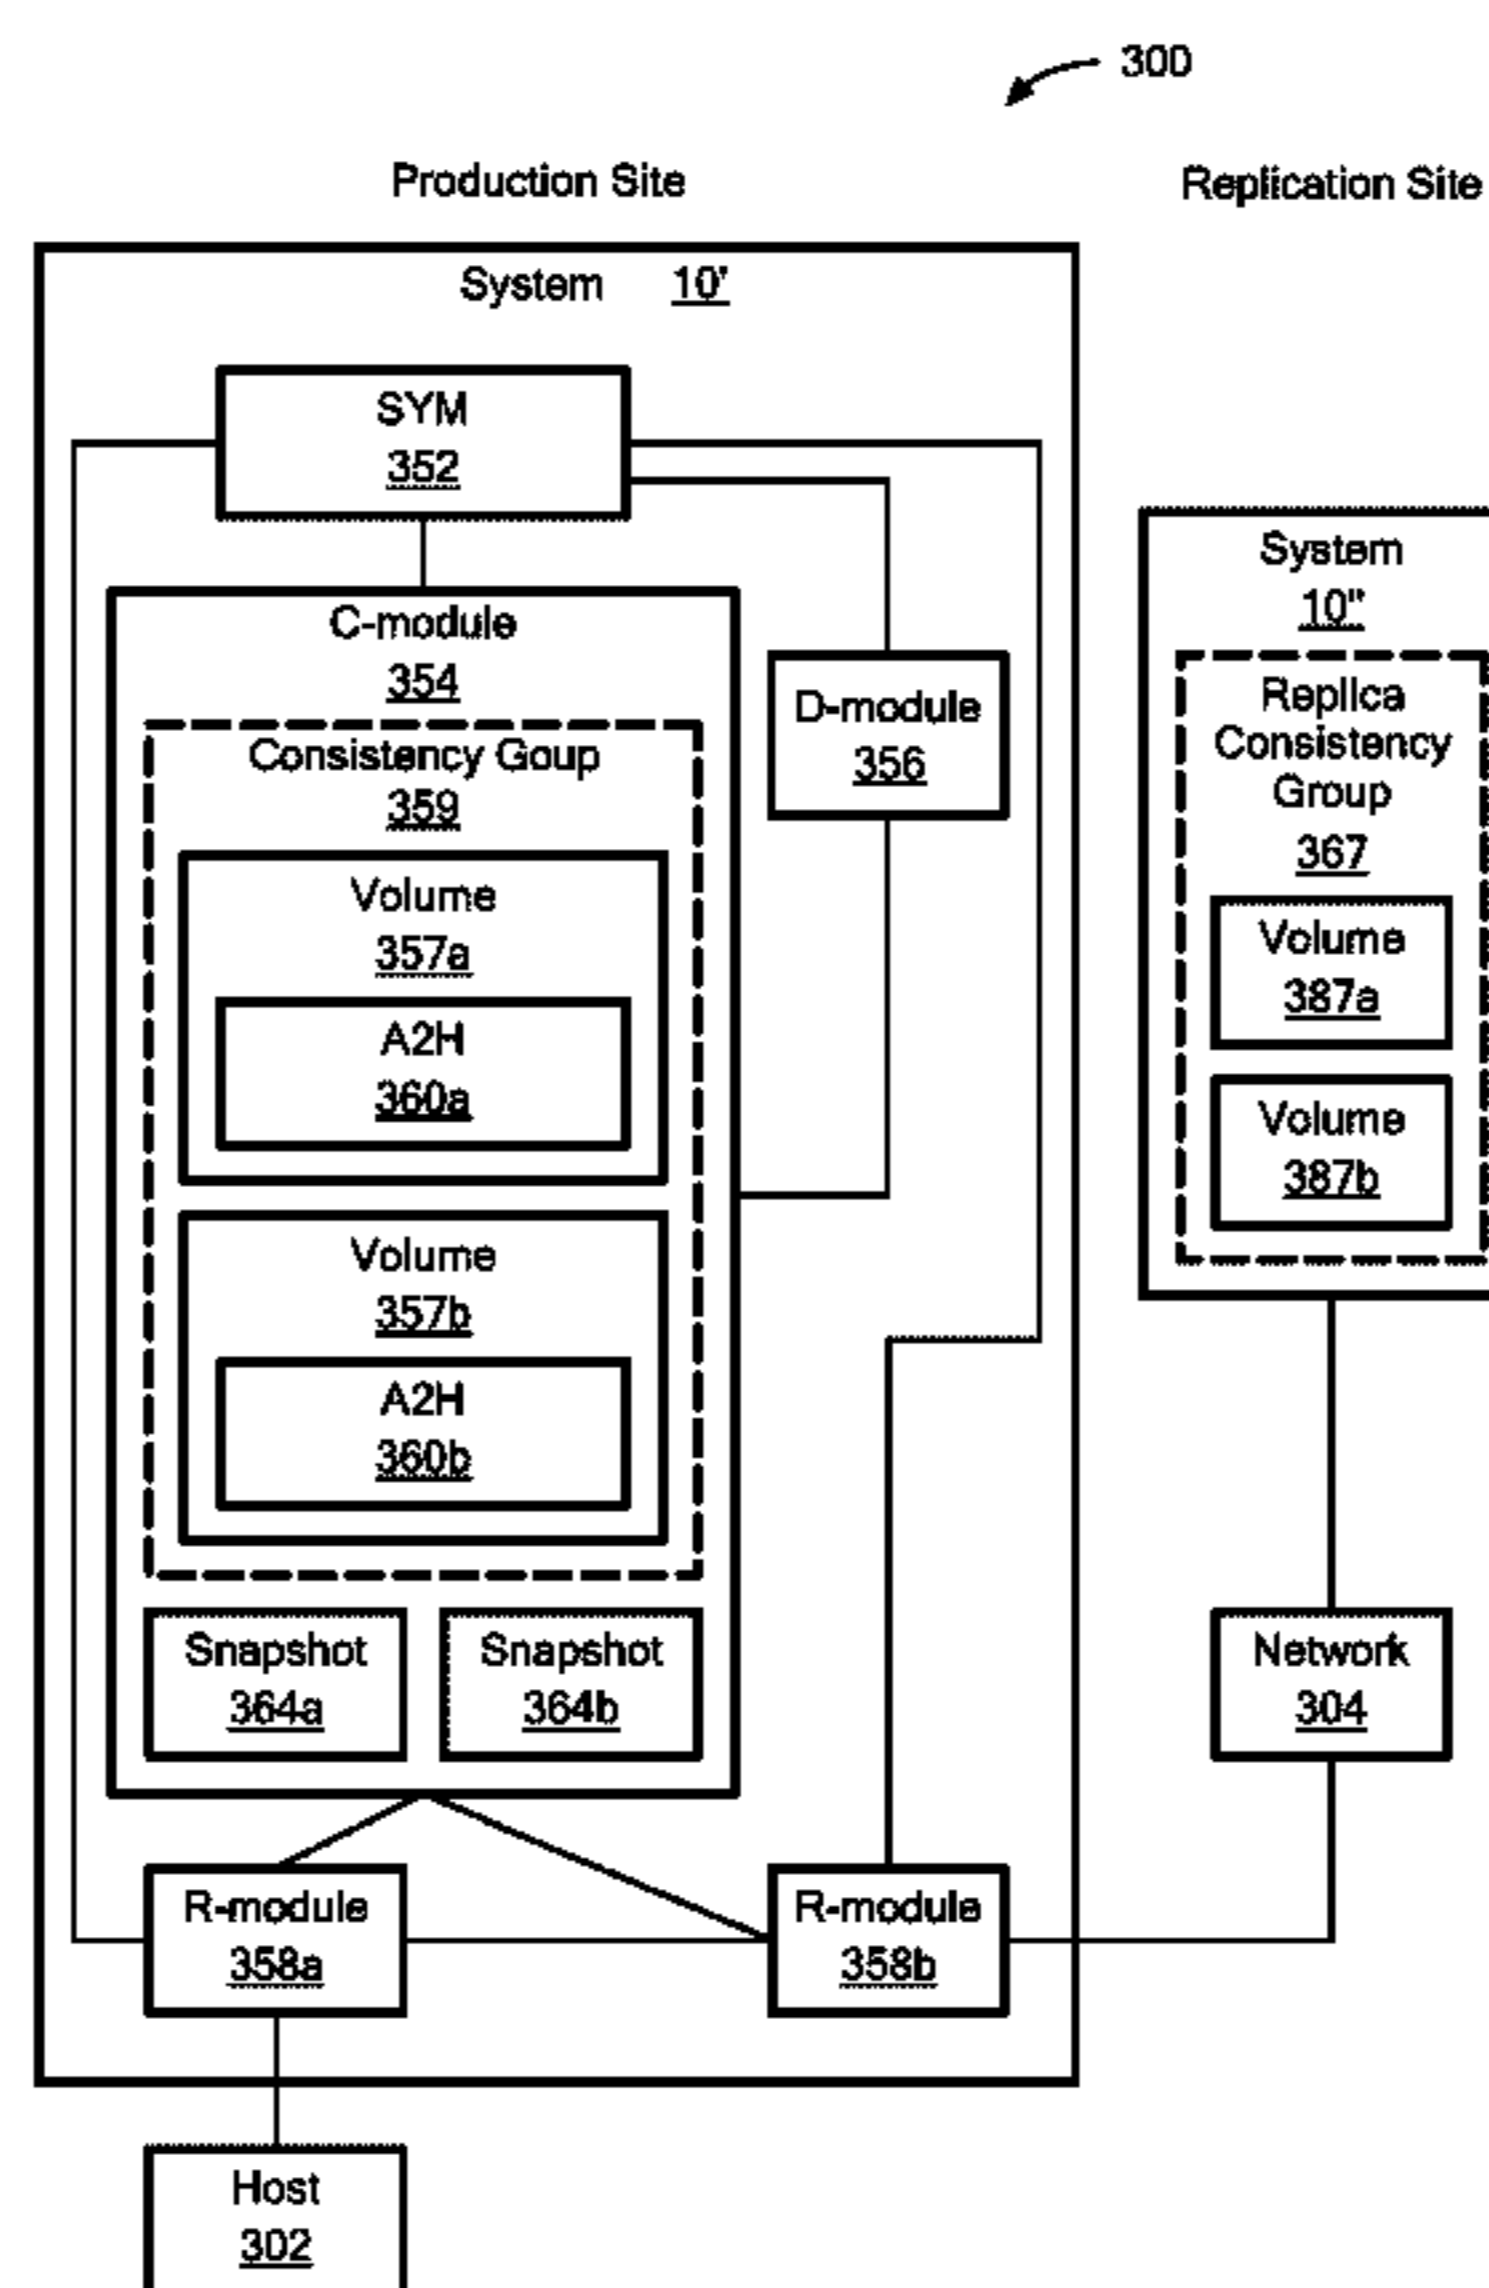 300
Production Site
Replication Site
System 10'
SYM
352
C-module
354
Consistency Goup
359
Volume
357a
A2H
360a
Volume
357b
A2H
360b
Snapshot
364a
Snapshot
364b
D-module
356
R-module
358a
R-module
358b
Host
302
System
10"
Replica
Consistency
Group
367
Volume
387a
Volume
387b
Network
304